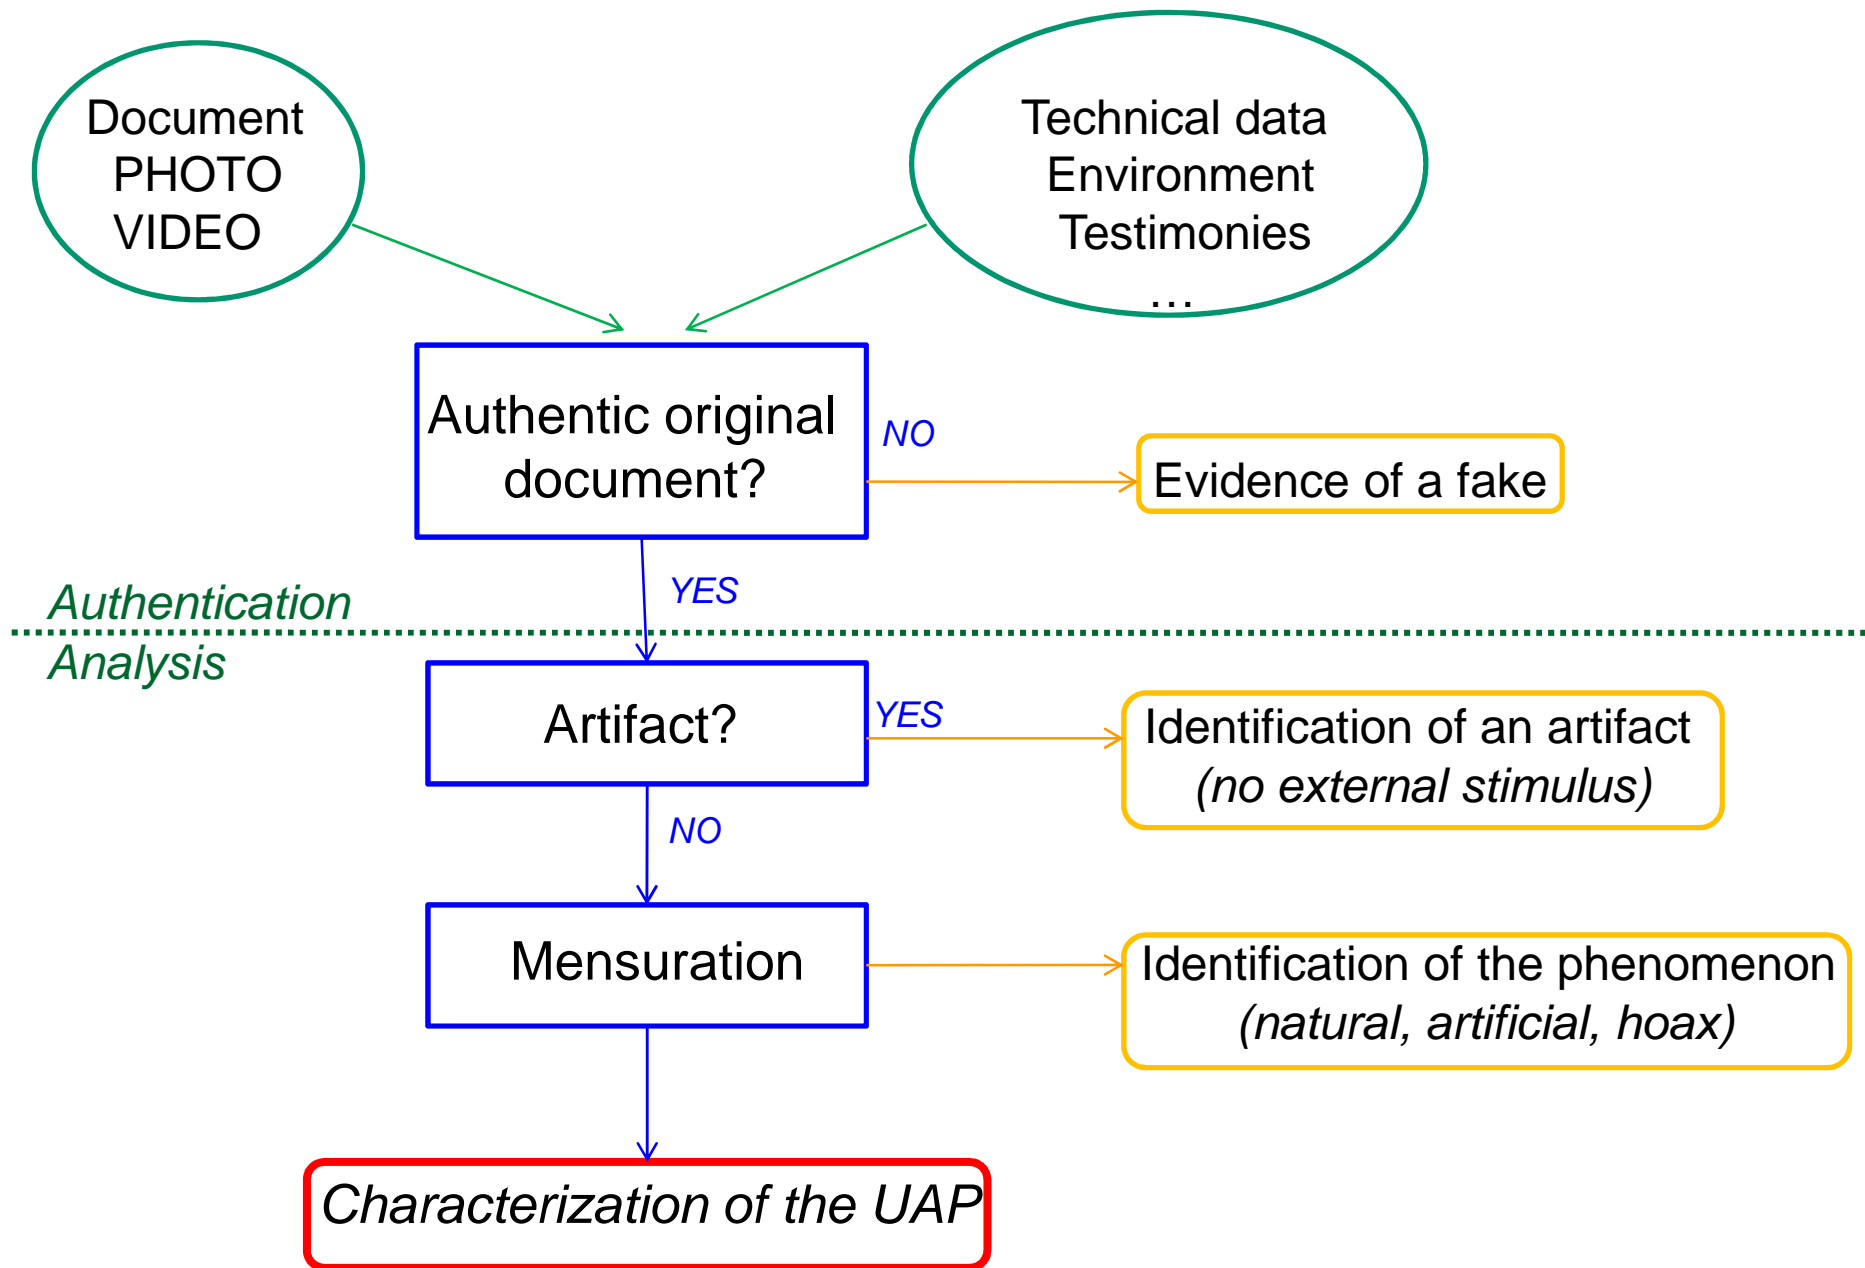 Document
PHOTO
VIDEO
Technical data
Environment
Testimonies
…
Authentic original
document?
NO
Evidence of a fake
YES
Authentication
Analysis
Artifact?
YES
Identification of an artifact
(no external stimulus)
NO
Mensuration
Identification of the phenomenon
(natural, artificial, hoax)
Characterization of the UAP